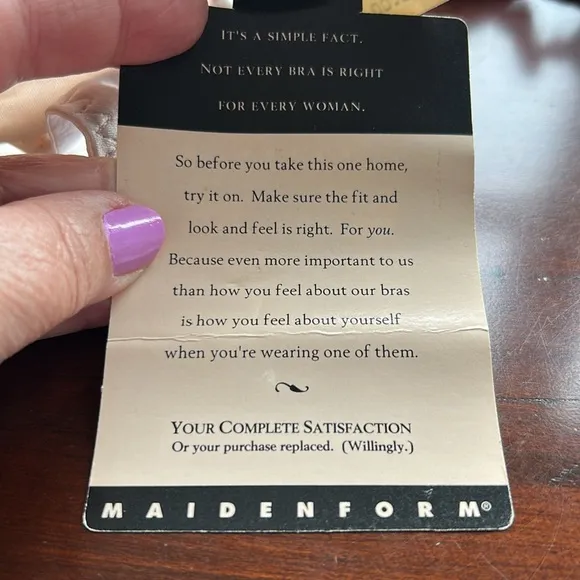 IT'S A SIMPLE FACT.
NOT EVERY BRA IS RIGHT
FOR EVERY WOMAN.
So before you take this one home,
try it on. Make sure the fit and
look and feel is right. For you.
Because even more important to us
than how you feel about our bras
is how you feel about yourself
when you're wearing one of them.
YOUR COMPLETE SATISFACTION
Or your purchase replaced. (Willingly.)
MAIDENFORM®